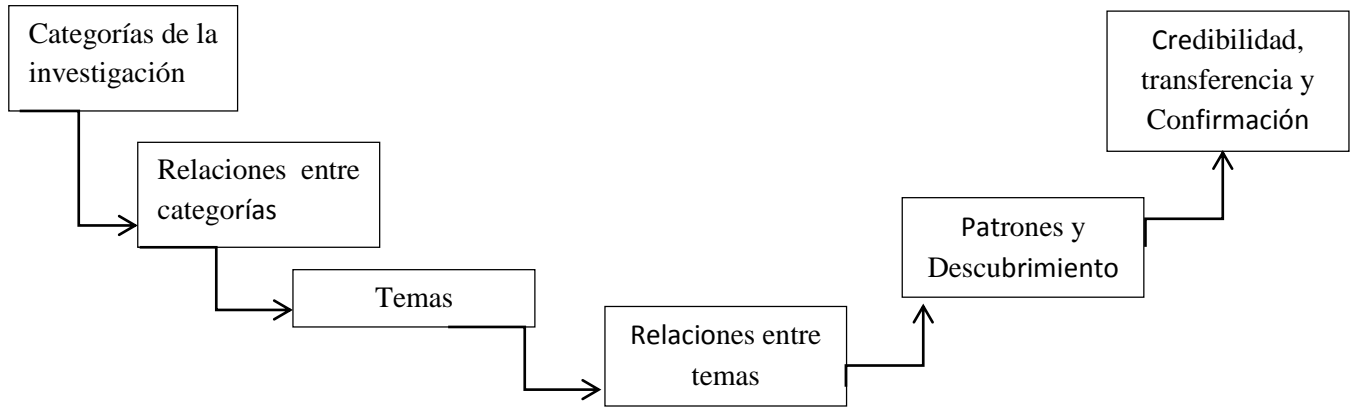 Categorías de la
investigación
Relaciones entre
categorías
Temas
Relaciones entre
temas
Patrones y
Descubrimiento
Credibilidad,
transferencia y
Confirmación